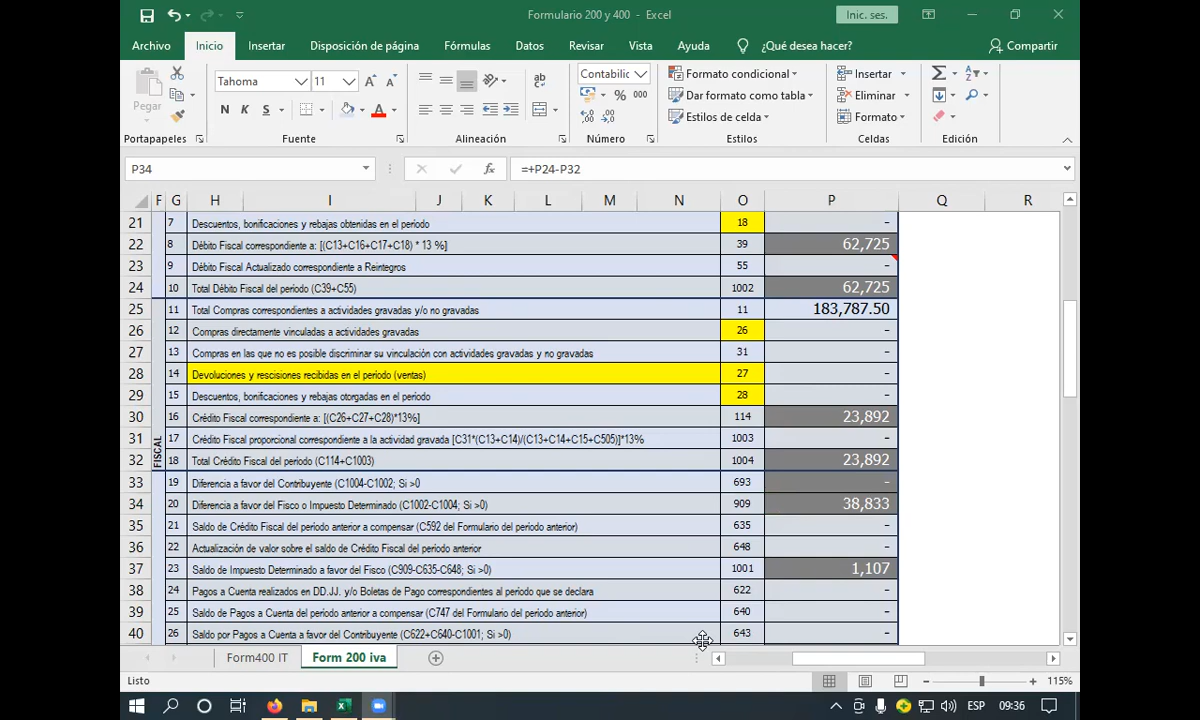 Formulario 200 y 400 - Excel
Inic. ses.
Archivo Inicio Insertar Disposición de página Fórmulas Datos Revisar Vista Ayuda ¿Qué desea hacer? Compartir
Pegar
Tahoma 11
N K S
ab
Contabilic
% 000
Formato condicional
Dar formato como tabla
Estilos de celda
Insertar
Eliminar
Formato
Portapapeles Fuente Alineación Número Estilos Celdas Edición
P34 fx =+P24-P32
F G H I J K L M N O P Q R
21 7 Descuentos, bonificaciones y rebajas obtenidas en el periodo 18 -
22 8 Débito Fiscal correspondiente a: [(C13+C16+C17+C18) * 13 %] 39 62,725
23 9 Débito Fiscal Actualizado correspondiente a Reintegros 55 -
24 10 Total Débito Fiscal del periodo (C39+C55) 1002 62,725
25 11 Total Compras correspondientes a actividades gravadas y/o no gravadas 11 183,787.50
26 12 Compras directamente vinculadas a actividades gravadas 26 -
27 13 Compras en las que no es posible discriminar su vinculación con actividades gravadas y no gravadas 31 -
28 14 Devoluciones y rescisiones recibidas en el periodo (ventas) 27 -
29 15 Descuentos, bonificaciones y rebajas otorgadas en el periodo 28 -
30 16 Crédito Fiscal correspondiente a: [(C26+C27+C28)*13%] 114 23,892
31 17 Crédito Fiscal proporcional correspondiente a la actividad gravada [C31*(C13+C14)/(C13+C14+C15+C505)]*13% 1003 -
32 18 Total Crédito Fiscal del periodo (C114+C1003) 1004 23,892
FISCAL
33 19 Diferencia a favor del Contribuyente (C1004-C1002; Si >0 693 -
34 20 Diferencia a favor del Fisco o Impuesto Determinado (C1002-C1004; Si >0) 909 38,833
35 21 Saldo de Crédito Fiscal del periodo anterior a compensar (C592 del Formulario del periodo anterior) 635 -
36 22 Actualización de valor sobre el saldo de Crédito Fiscal del periodo anterior 648 -
37 23 Saldo de Impuesto Determinado a favor del Fisco (C909-C635-C648; Si >0) 1001 1,107
38 24 Pagos a Cuenta realizados en DD.JJ. y/o Boletas de Pago correspondientes al periodo que se declara 622 -
39 25 Saldo de Pagos a Cuenta del periodo anterior a compensar (C747 del Formulario del periodo anterior) 640 -
40 26 Saldo por Pagos a Cuenta a favor del Contribuyente (C622+C640-C1001; Si >0) 643 -
Form400 IT Form 200 iva
Listo 115%
ESP 09:36